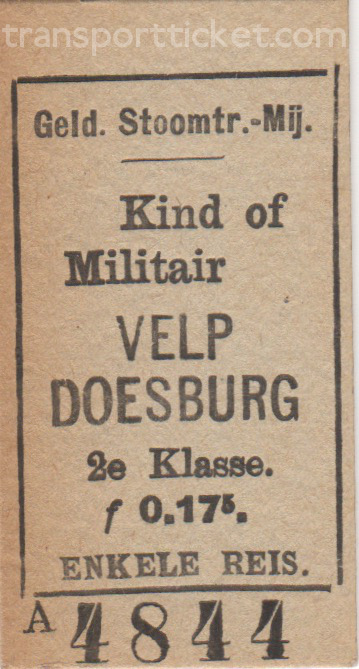 transportticket.com
Geld. Stoomtr.-Mij.
Kind of
Militair
VELP
DOESBURG
2e Klasse.
f 0.17⁵.
ENKELE REIS.
A 4844